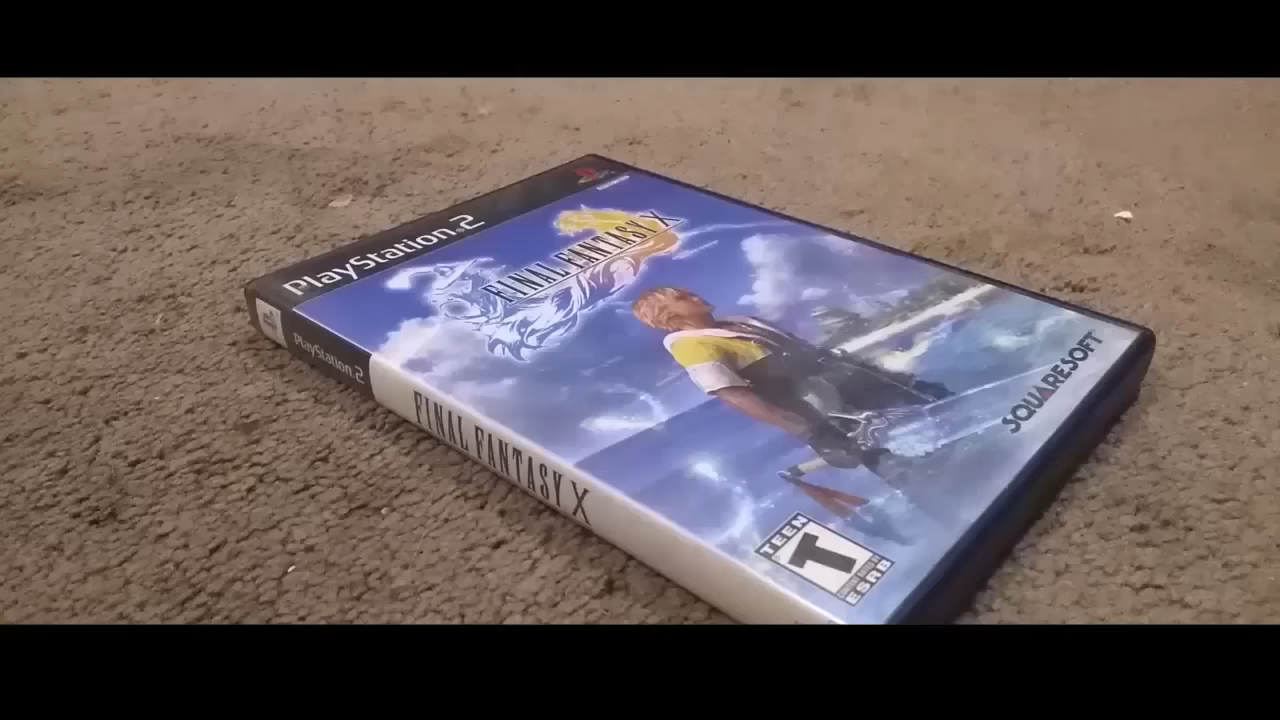 PlayStation®2
FINAL FANTASY X
PlayStation®2
FINAL FANTASY X
SQUARESOFT
TEEN
T
ESRB